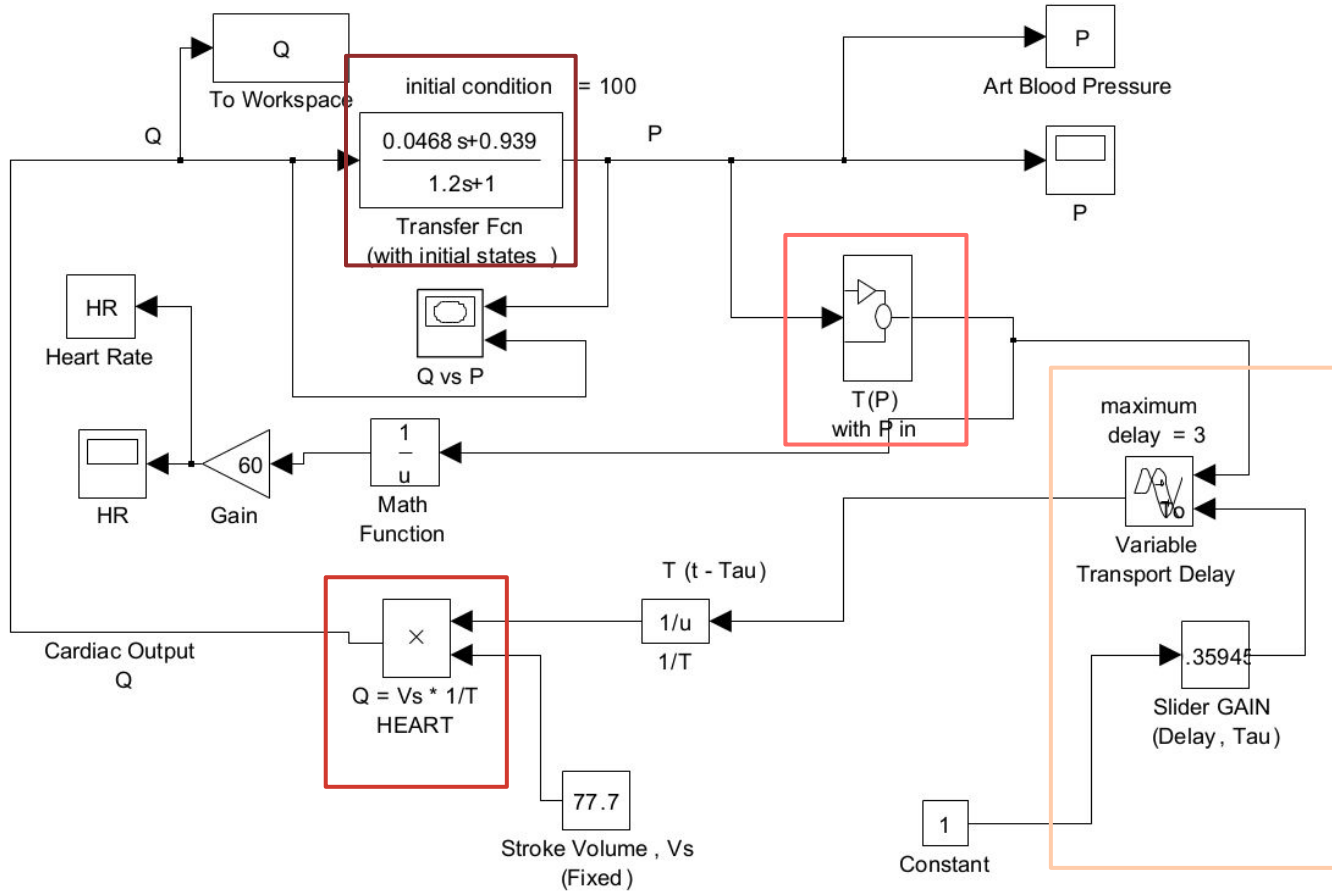 Q
To Workspace
initial condition = 100
P
Art Blood Pressure
Q
0.0468 s+0.939
1.2s+1
Transfer Fcn
(with initial states )
P
P
HR
Heart Rate
Q vs P
T(P)
with P in
maximum
delay = 3
HR
60
Gain
1
u
Math
Function
To
Variable
Transport Delay
T (t - Tau)
Cardiac Output
Q
×
Q = Vs * 1/T
HEART
1/u
1/T
.35945
Slider GAIN
(Delay , Tau)
77.7
Stroke Volume , Vs
(Fixed )
1
Constant